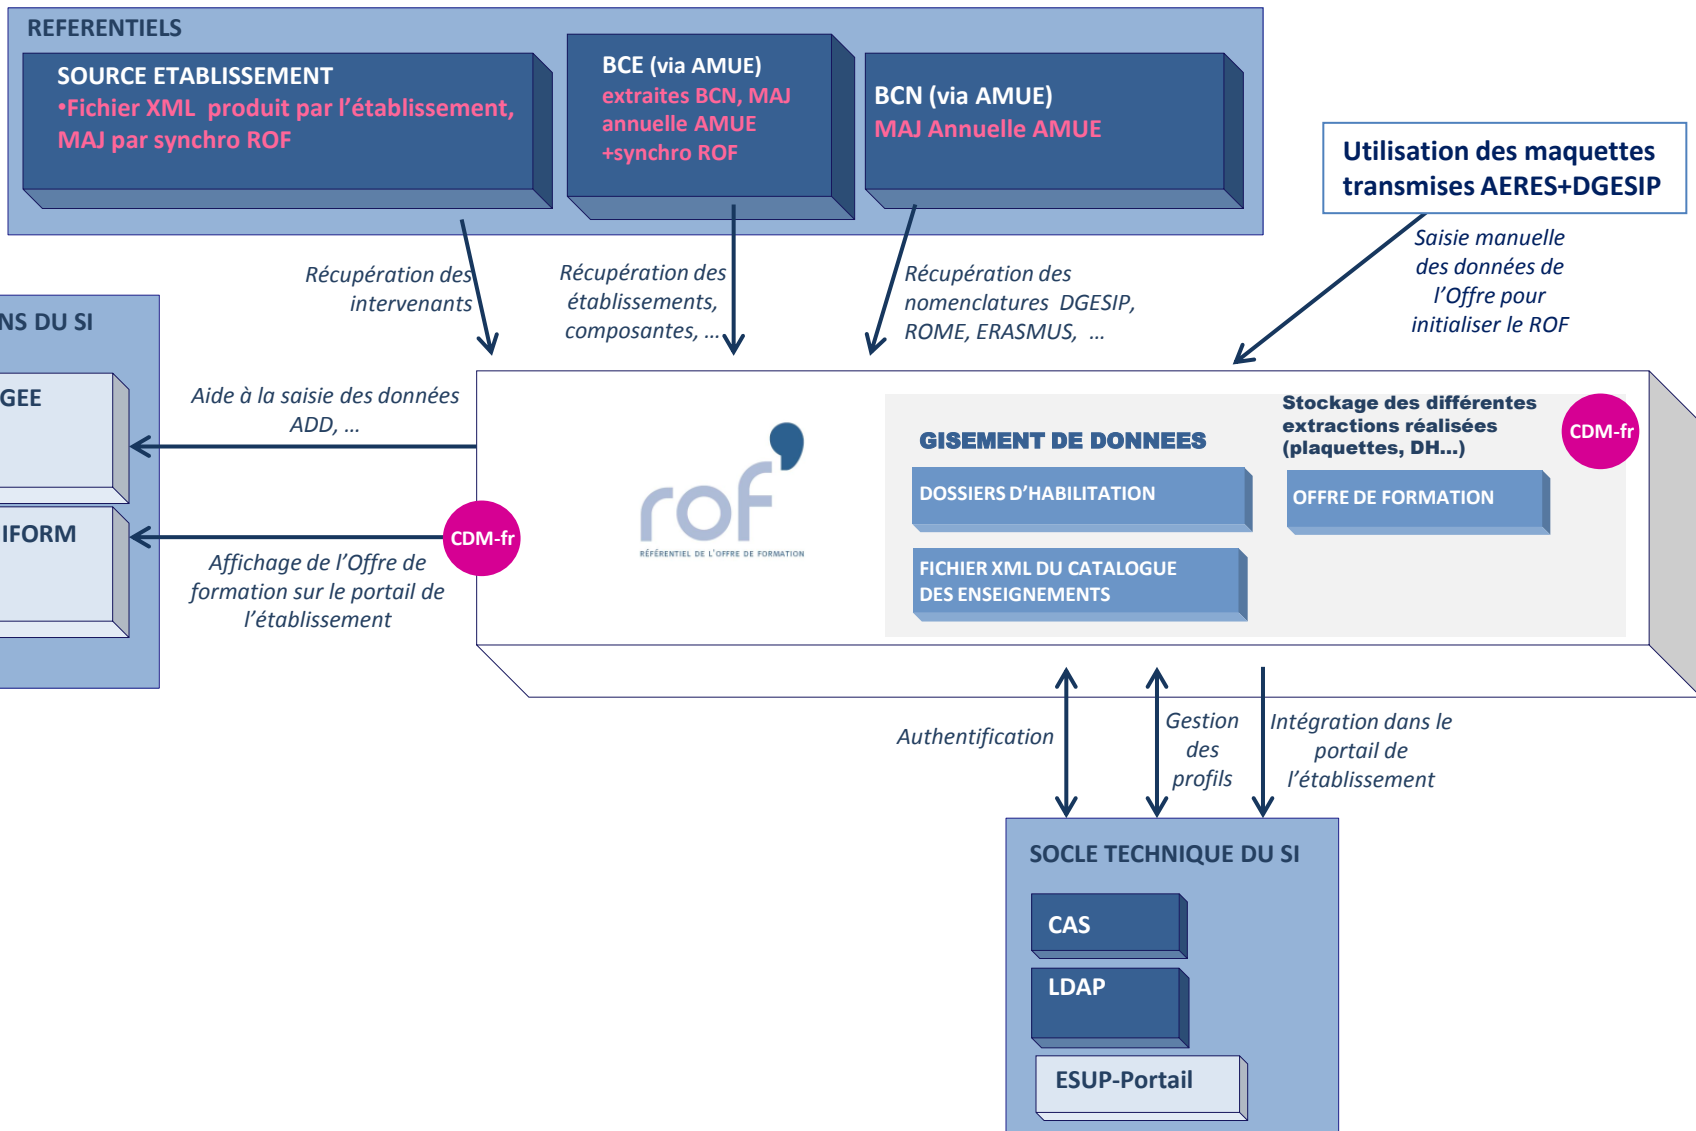 REFERENTIELS
SOURCE ETABLISSEMENT
•Fichier XML produit par l'établissement,
MAJ par synchro ROF
BCE (via AMUE)
extraites BCN, MAJ
annuelle AMUE
+synchro ROF
BCN (via AMUE)
MAJ Annuelle AMUE
Utilisation des maquettes
transmises AERES+DGESIP
Récupération des
intervenants
Récupération des
établissements,
composantes, ...
Récupération des
nomenclatures DGESIP,
ROME, ERASMUS, ...
Saisie manuelle
des données de
l'Offre pour
initialiser le ROF
NS DU SI
GEE
IFORM
Aide à la saisie des données
ADD, ...
CDM-fr
Affichage de l'Offre de
formation sur le portail de
l'établissement
rof'
RÉFÉRENTIEL DE L'OFFRE DE FORMATION
GISEMENT DE DONNEES
DOSSIERS D'HABILITATION
FICHIER XML DU CATALOGUE
DES ENSEIGNEMENTS
Stockage des différentes
extractions réalisées
(plaquettes, DH...)
CDM-fr
OFFRE DE FORMATION
Authentification
Gestion
des
profils
Intégration dans le
portail de
l'établissement
SOCLE TECHNIQUE DU SI
CAS
LDAP
ESUP-Portail